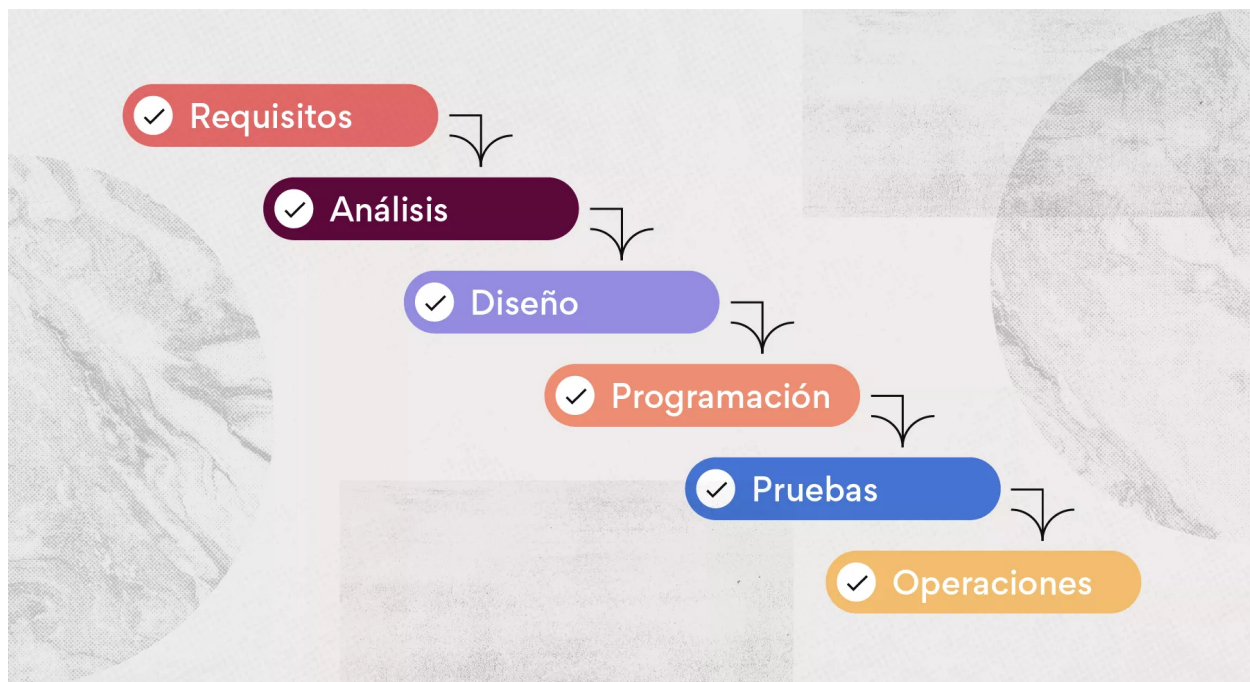 Requisitos
Análisis
Diseño
Programación
Pruebas
Operaciones